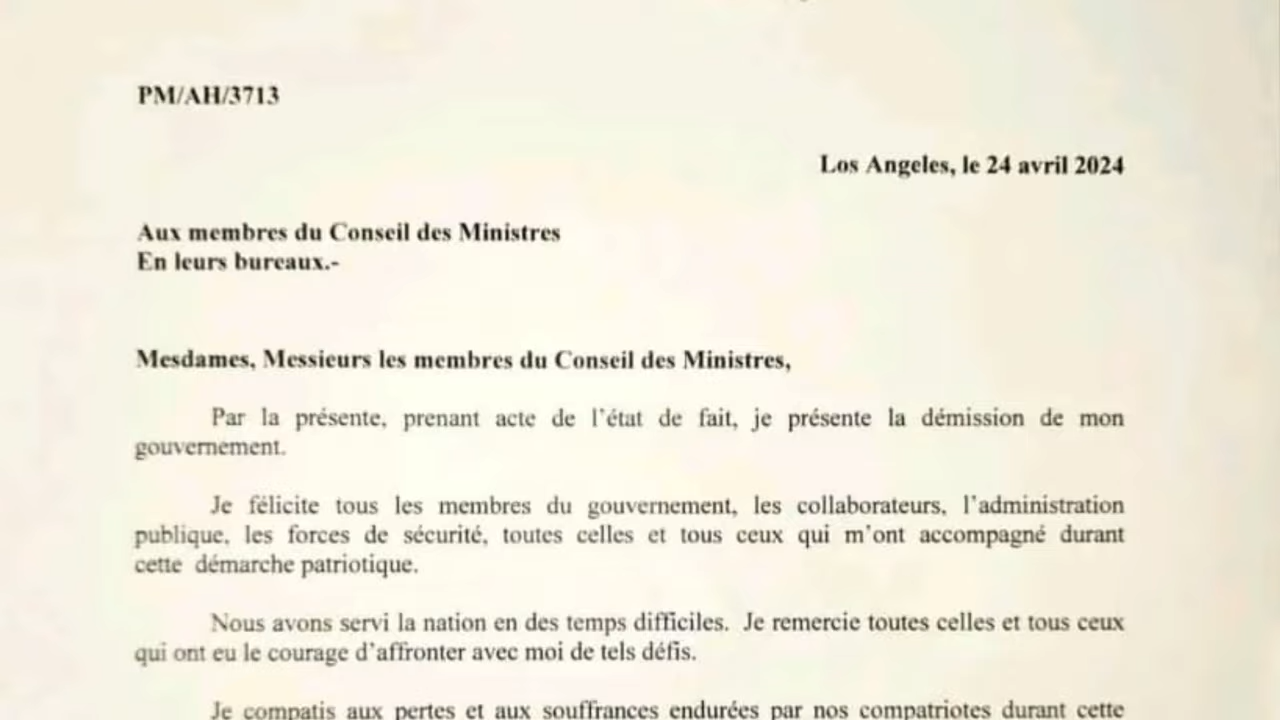 PM/AH/3713
Los Angeles, le 24 avril 2024
Aux membres du Conseil des Ministres
En leurs bureaux.-
Mesdames, Messieurs les membres du Conseil des Ministres,
Par la présente, prenant acte de l'état de fait, je présente la démission de mon
gouvernement.
Je félicite tous les membres du gouvernement, les collaborateurs, l'administration
publique, les forces de sécurité, toutes celles et tous ceux qui m'ont accompagné durant
cette démarche patriotique.
Nous avons servi la nation en des temps difficiles. Je remercie toutes celles et tous ceux
qui ont eu le courage d'affronter avec moi de tels défis.
Je compatis aux pertes et aux souffrances endurées par nos compatriotes durant cette